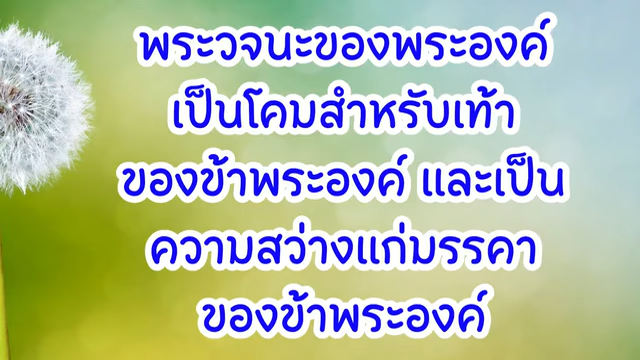 พระวจนะของพระองค์
เป็นโคมสำหรับเท้า
ของข้าพระองค์ และเป็น
ความสว่างแก่มรรคา
ของข้าพระองค์